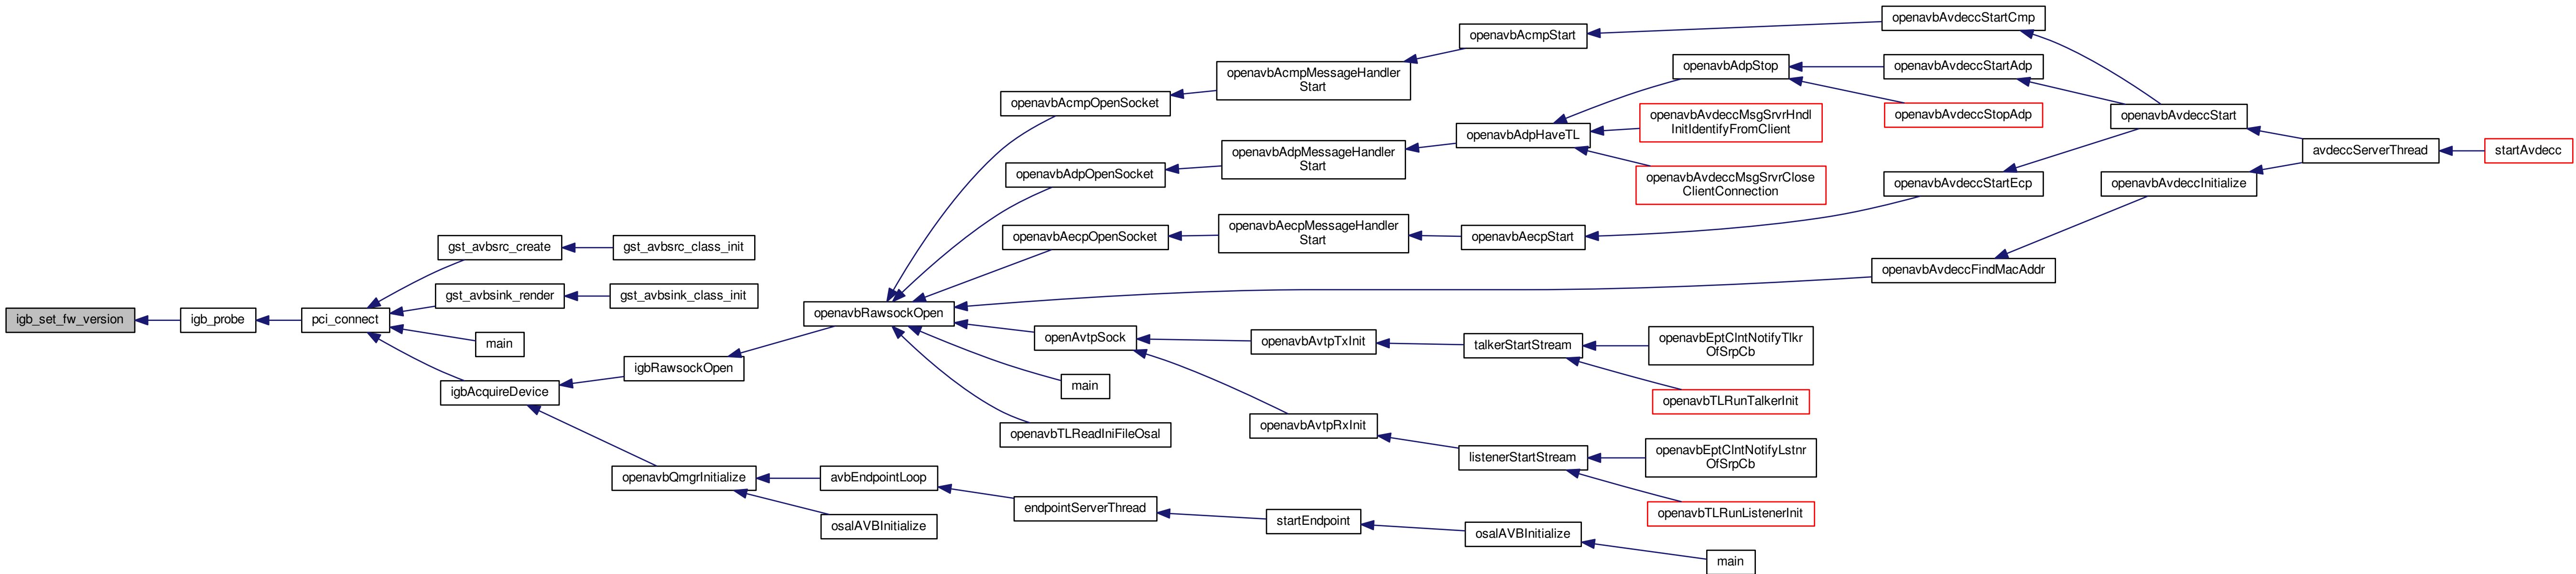 openavbAvdeccStartCmp
openavbAcmpStart
openavbAdpStop
openavbAvdeccStartAdp
openavbAcmpMessageHandler
Start
openavbAcmpOpenSocket
openavbAvdeccMsgSrvrHndl
InitIdentifyFromClient
openavbAvdeccStopAdp
openavbAvdeccStart
openavbAdpHaveTL
openavbAdpMessageHandler
Start
avdeccServerThread
startAvdecc
openavbAdpOpenSocket
openavbAvdeccMsgSrvrClose
ClientConnection
openavbAvdeccStartEcp
openavbAvdeccInitialize
openavbAecpMessageHandler
Start
openavbAecpOpenSocket
openavbAecpStart
gst_avbsrc_create
gst_avbsrc_class_init
openavbAvdeccFindMacAddr
gst_avbsink_render
gst_avbsink_class_init
igb_set_fw_version
igb_probe
pci_connect
openavbRawsockOpen
main
openAvtpSock
openavbAvtpTxInit
talkerStartStream
openavbEptClntNotifyTlkr
OfSrpCb
igbRawsockOpen
igbAcquireDevice
main
openavbTLRunTalkerInit
openavbTLReadIniFileOsal
openavbAvtpRxInit
listenerStartStream
openavbEptClntNotifyLstnr
OfSrpCb
openavbQmgrInitialize
avbEndpointLoop
endpointServerThread
openavbTLRunListenerInit
osalAVBInitialize
startEndpoint
osalAVBInitialize
main